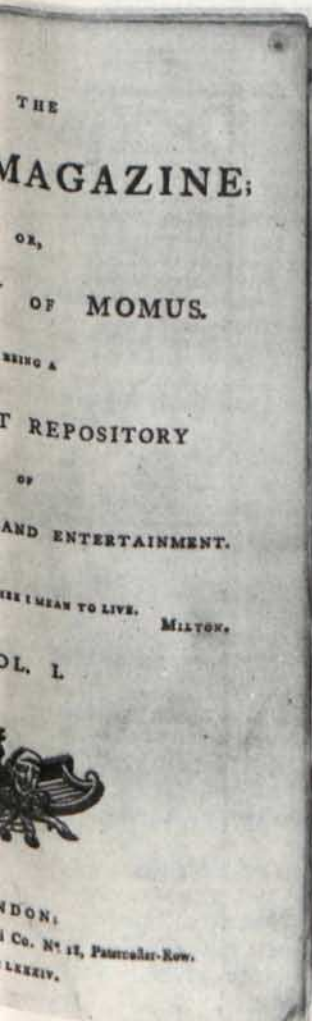 THE
MAGAZINE;
OR,
OF MOMUS.
BEING A
T REPOSITORY
OF
AND ENTERTAINMENT.
I MEAN TO LIVE.
MILTON.
OL. I.
NDON;
Co. Nº 18, Paternoster-Row.
LXXXIV.